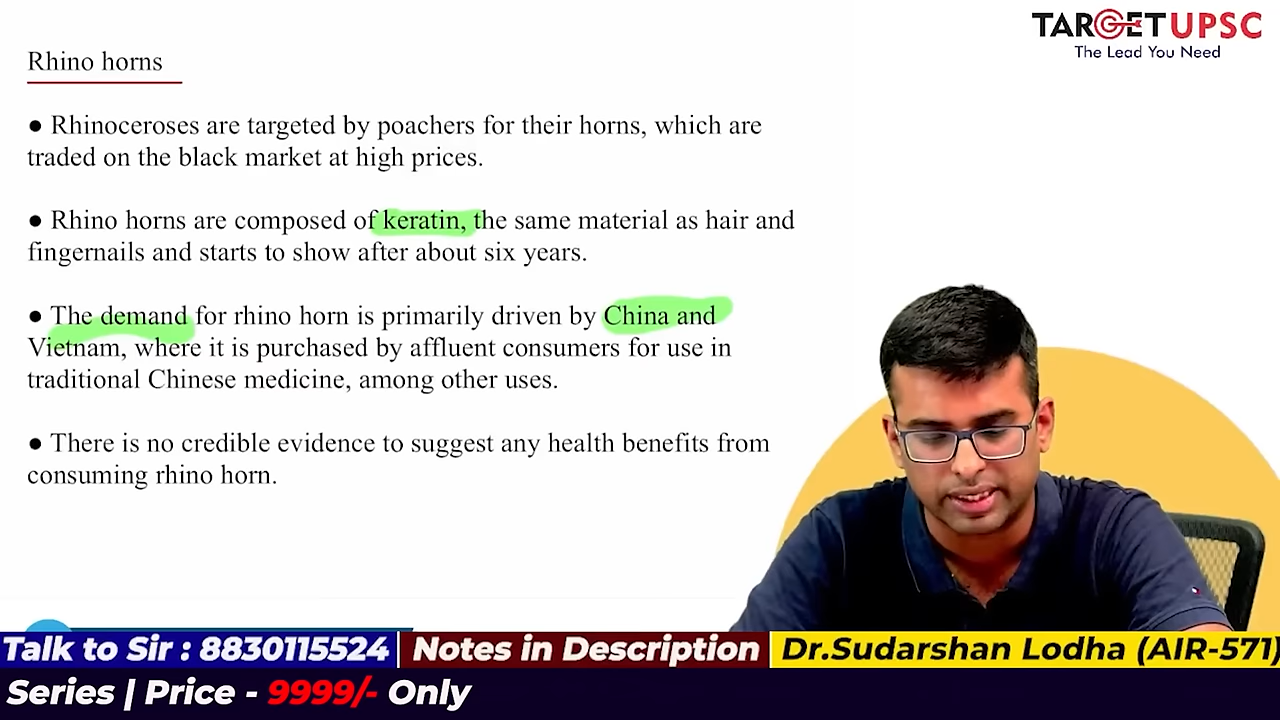 TARGET UPSC
The Lead You Need
Rhino horns
● Rhinoceroses are targeted by poachers for their horns, which are
traded on the black market at high prices.
● Rhino horns are composed of keratin, the same material as hair and
fingernails and starts to show after about six years.
● The demand for rhino horn is primarily driven by China and
Vietnam, where it is purchased by affluent consumers for use in
traditional Chinese medicine, among other uses.
● There is no credible evidence to suggest any health benefits from
consuming rhino horn.
Talk to Sir : 8830115524 Notes in Description Dr.Sudarshan Lodha (AIR-571)
Series | Price - 9999/- Only